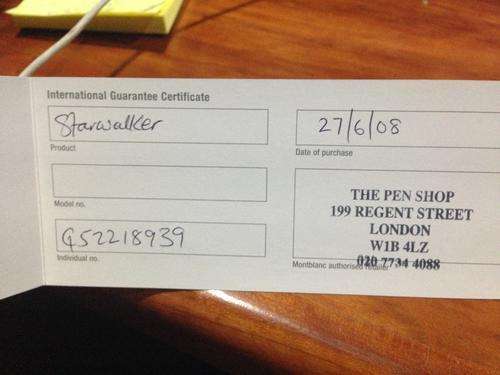 International Guarantee Certificate
Starwalker
Product
Model no.
GS2218939
Individual no.
27/6/08
Date of purchase
THE PEN SHOP
199 REGENT STREET
LONDON
W1B 4LZ
020 7734 4088
Montblanc authorised retailer